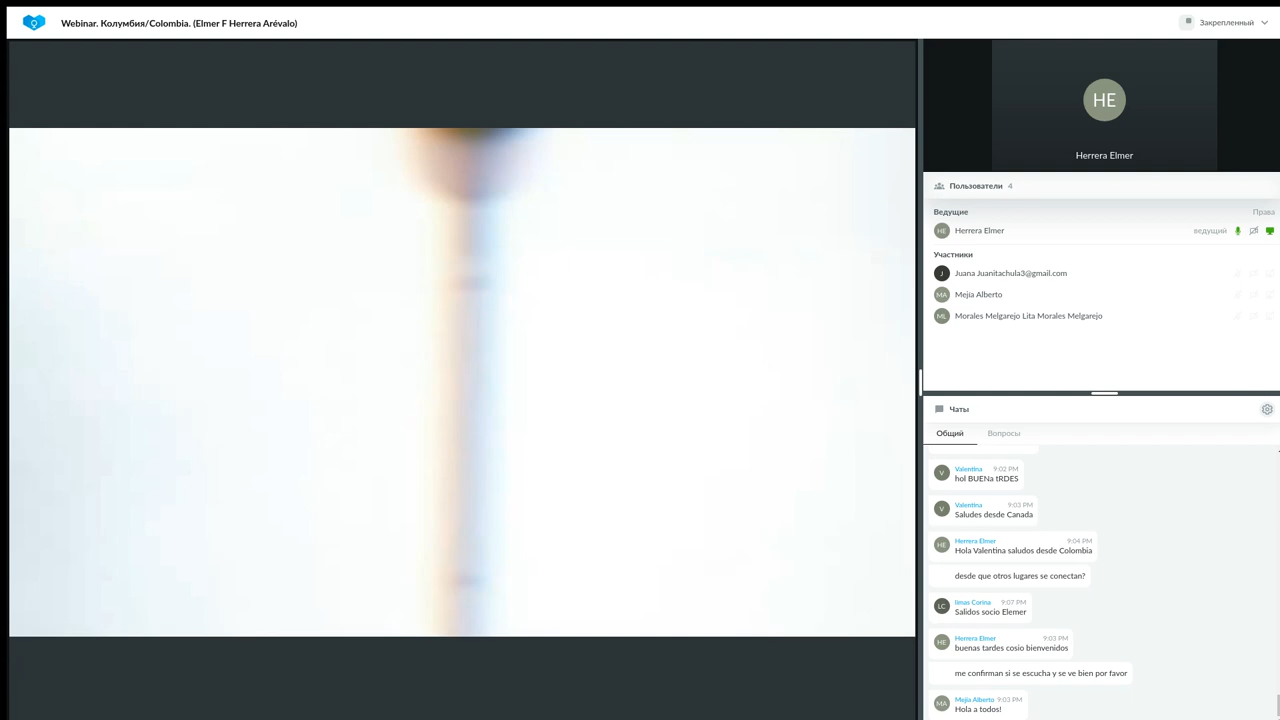 Webinar. Колумбия/Colombia. (Elmer F Herrera Arévalo)
Закрепленный
HE
Herrera Elmer
Пользователи 4
Ведущие
Права
HE Herrera Elmer ведущий
Участники
J Juana Juanitachula3@gmail.com
MA Mejia Alberto
ML Morales Melgarejo Lita Morales Melgarejo
Чаты
Общий Вопросы
V Valentina 9:02 PM
hol BUENa tRDES
V Valentina 9:03 PM
Saludes desde Canada
HE Herrera Elmer 9:04 PM
Hola Valentina saludos desde Colombia
desde que otros lugares se conectan?
LC limas Corina 9:07 PM
Salidos socio Elemer
HE Herrera Elmer 9:03 PM
buenas tardes cosio bienvenidos
me confirman si se escucha y se ve bien por favor
MA Mejia Alberto 9:03 PM
Hola a todos!